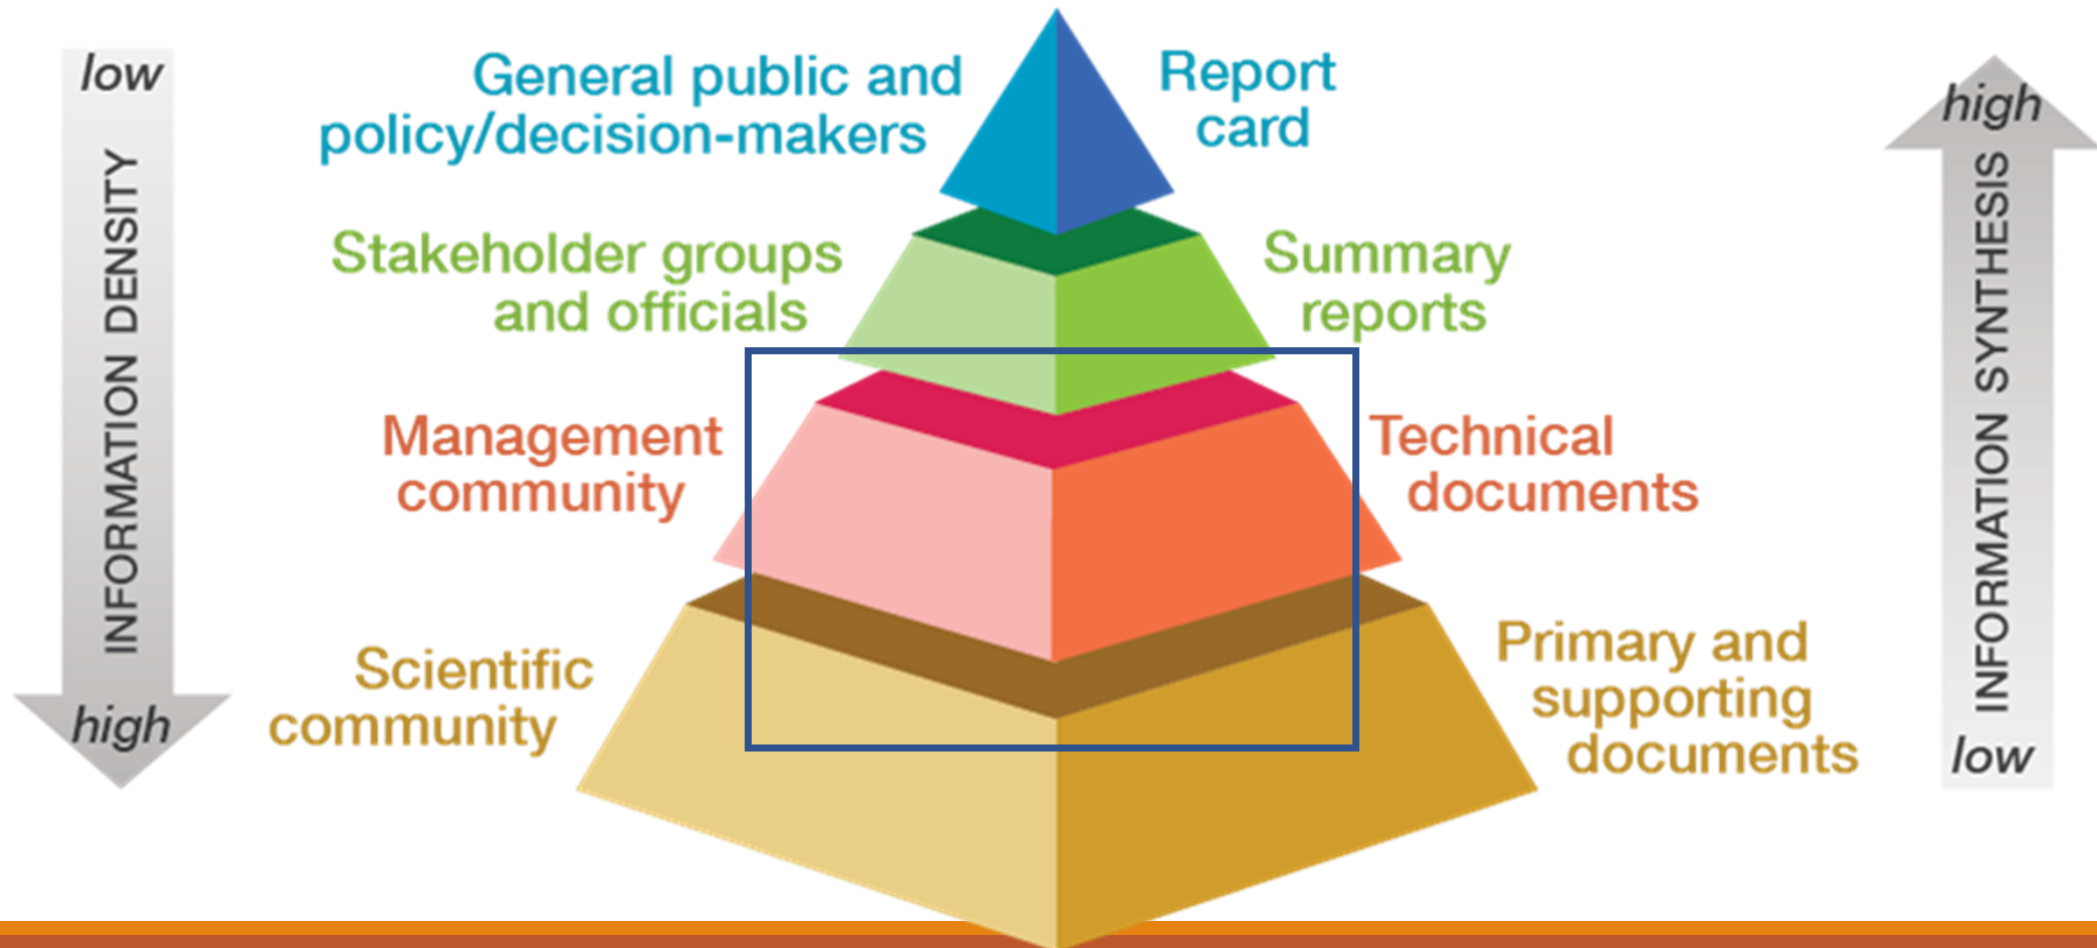 low
INFORMATION DENSITY
high
General public and
policy/decision-makers
Report
card
Stakeholder groups
and officials
Summary
reports
Management
community
Technical
documents
Scientific
community
Primary and
supporting
documents
high
INFORMATION SYNTHESIS
low